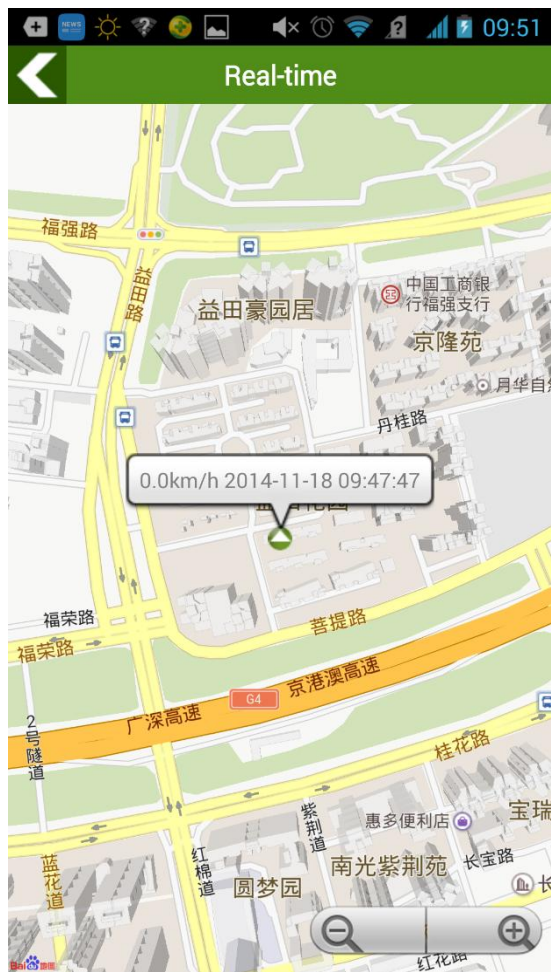 NEWS
09:51
Real-time
福强路
益田路
中国工商银
行福强支行
益田豪园居
京隆苑
月华自
丹桂路
0.0km/h 2014-11-18 09:47:47
福荣路
菩提路
福荣路
京港澳高速
G4
广深高速
2号隧道
桂花路
紫荆道
惠多便利店
宝瑞
红棉道
南光紫荆苑
长宝路
蓝花道
圆梦园
长
Bai 地图
红花路